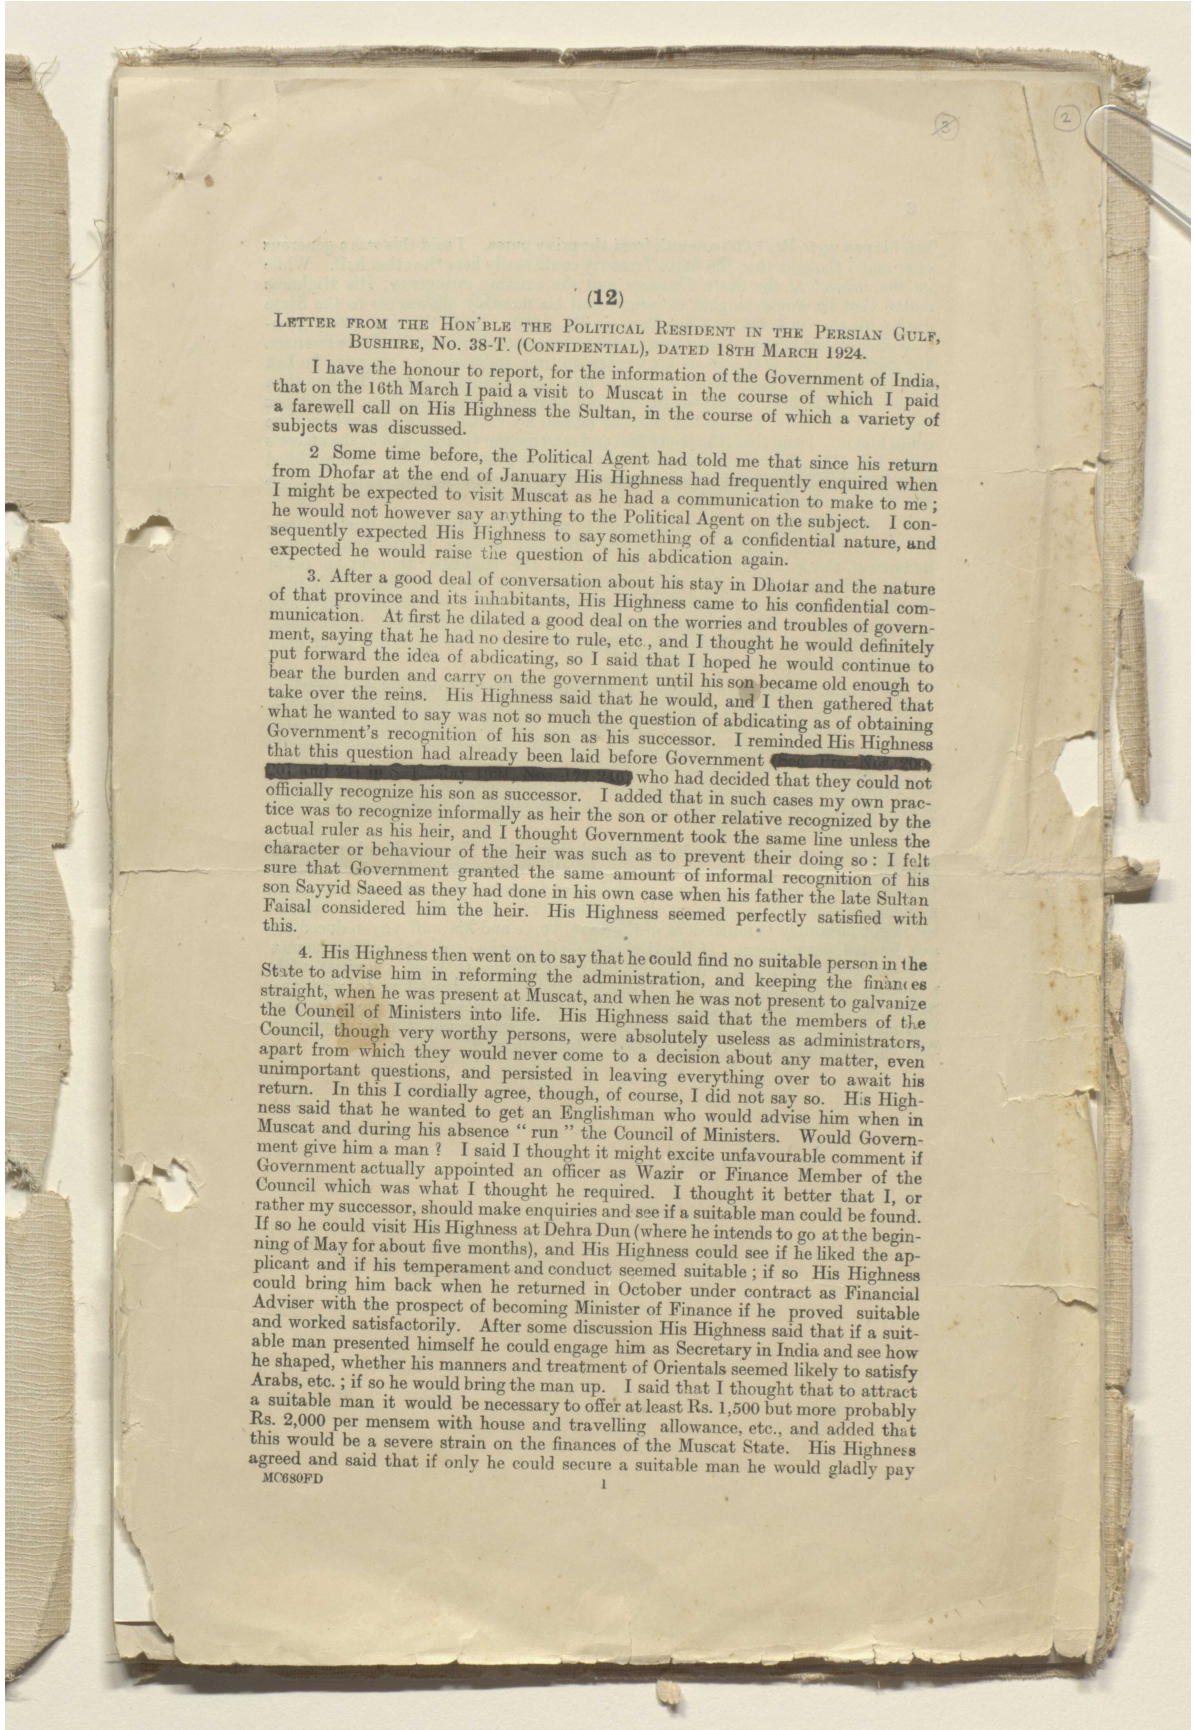 3
2
(12)
LETTER FROM THE HON'BLE THE POLITICAL RESIDENT IN THE PERSIAN GULF,
BUSHIRE, No. 38-T. (CONFIDENTIAL), DATED 18TH MARCH 1924.
I have the honour to report, for the information of the Government of India,
that on the 16th March I paid a visit to Muscat in the course of which I paid
a farewell call on His Highness the Sultan, in the course of which a variety of
subjects was discussed.
2 Some time before, the Political Agent had told me that since his return
from Dhofar at the end of January His Highness had frequently enquired when
I might be expected to visit Muscat as he had a communication to make to me ;
he would not however say anything to the Political Agent on the subject. I con-
sequently expected His Highness to say something of a confidential nature, and
expected he would raise the question of his abdication again.
3. After a good deal of conversation about his stay in Dhofar and the nature
of that province and its inhabitants, His Highness came to his confidential com-
munication. At first he dilated a good deal on the worries and troubles of govern-
ment, saying that he had no desire to rule, etc., and I thought he would definitely
put forward the idea of abdicating, so I said that I hoped he would continue to
bear the burden and carry on the government until his son became old enough to
take over the reins. His Highness said that he would, and I then gathered that
what he wanted to say was not so much the question of abdicating as of obtaining
Government's recognition of his son as his successor. I reminded His Highness
that this question had already been laid before Government
who had decided that they could not
officially recognize his son as successor. I added that in such cases my own prac-
tice was to recognize informally as heir the son or other relative recognized by the
actual ruler as his heir, and I thought Government took the same line unless the
character or behaviour of the heir was such as to prevent their doing so : I felt
sure that Government granted the same amount of informal recognition of his
son Sayyid Saeed as they had done in his own case when his father the late Sultan
Faisal considered him the heir. His Highness seemed perfectly satisfied with
this.
4. His Highness then went on to say that he could find no suitable person in the
State to advise him in reforming the administration, and keeping the finances
straight, when he was present at Muscat, and when he was not present to galvanize
the Council of Ministers into life. His Highness said that the members of the
Council, though very worthy persons, were absolutely useless as administrators,
apart from which they would never come to a decision about any matter, even
unimportant questions, and persisted in leaving everything over to await his
return. In this I cordially agree, though, of course, I did not say so. His High-
ness said that he wanted to get an Englishman who would advise him when in
Muscat and during his absence “ run ” the Council of Ministers. Would Govern-
ment give him a man ? I said I thought it might excite unfavourable comment if
Government actually appointed an officer as Wazir or Finance Member of the
Council which was what I thought he required. I thought it better that I, or
rather my successor, should make enquiries and see if a suitable man could be found.
If so he could visit His Highness at Dehra Dun (where he intends to go at the begin-
ning of May for about five months), and His Highness could see if he liked the ap-
plicant and if his temperament and conduct seemed suitable ; if so His Highness
could bring him back when he returned in October under contract as Financial
Adviser with the prospect of becoming Minister of Finance if he proved suitable
and worked satisfactorily. After some discussion His Highness said that if a suit-
able man presented himself he could engage him as Secretary in India and see how
he shaped, whether his manners and treatment of Orientals seemed likely to satisfy
Arabs, etc. ; if so he would bring the man up. I said that I thought that to attract
a suitable man it would be necessary to offer at least Rs. 1,500 but more probably
Rs. 2,000 per mensem with house and travelling allowance, etc., and added that
this would be a severe strain on the finances of the Muscat State. His Highness
agreed and said that if only he could secure a suitable man he would gladly pay
MC680FD
1